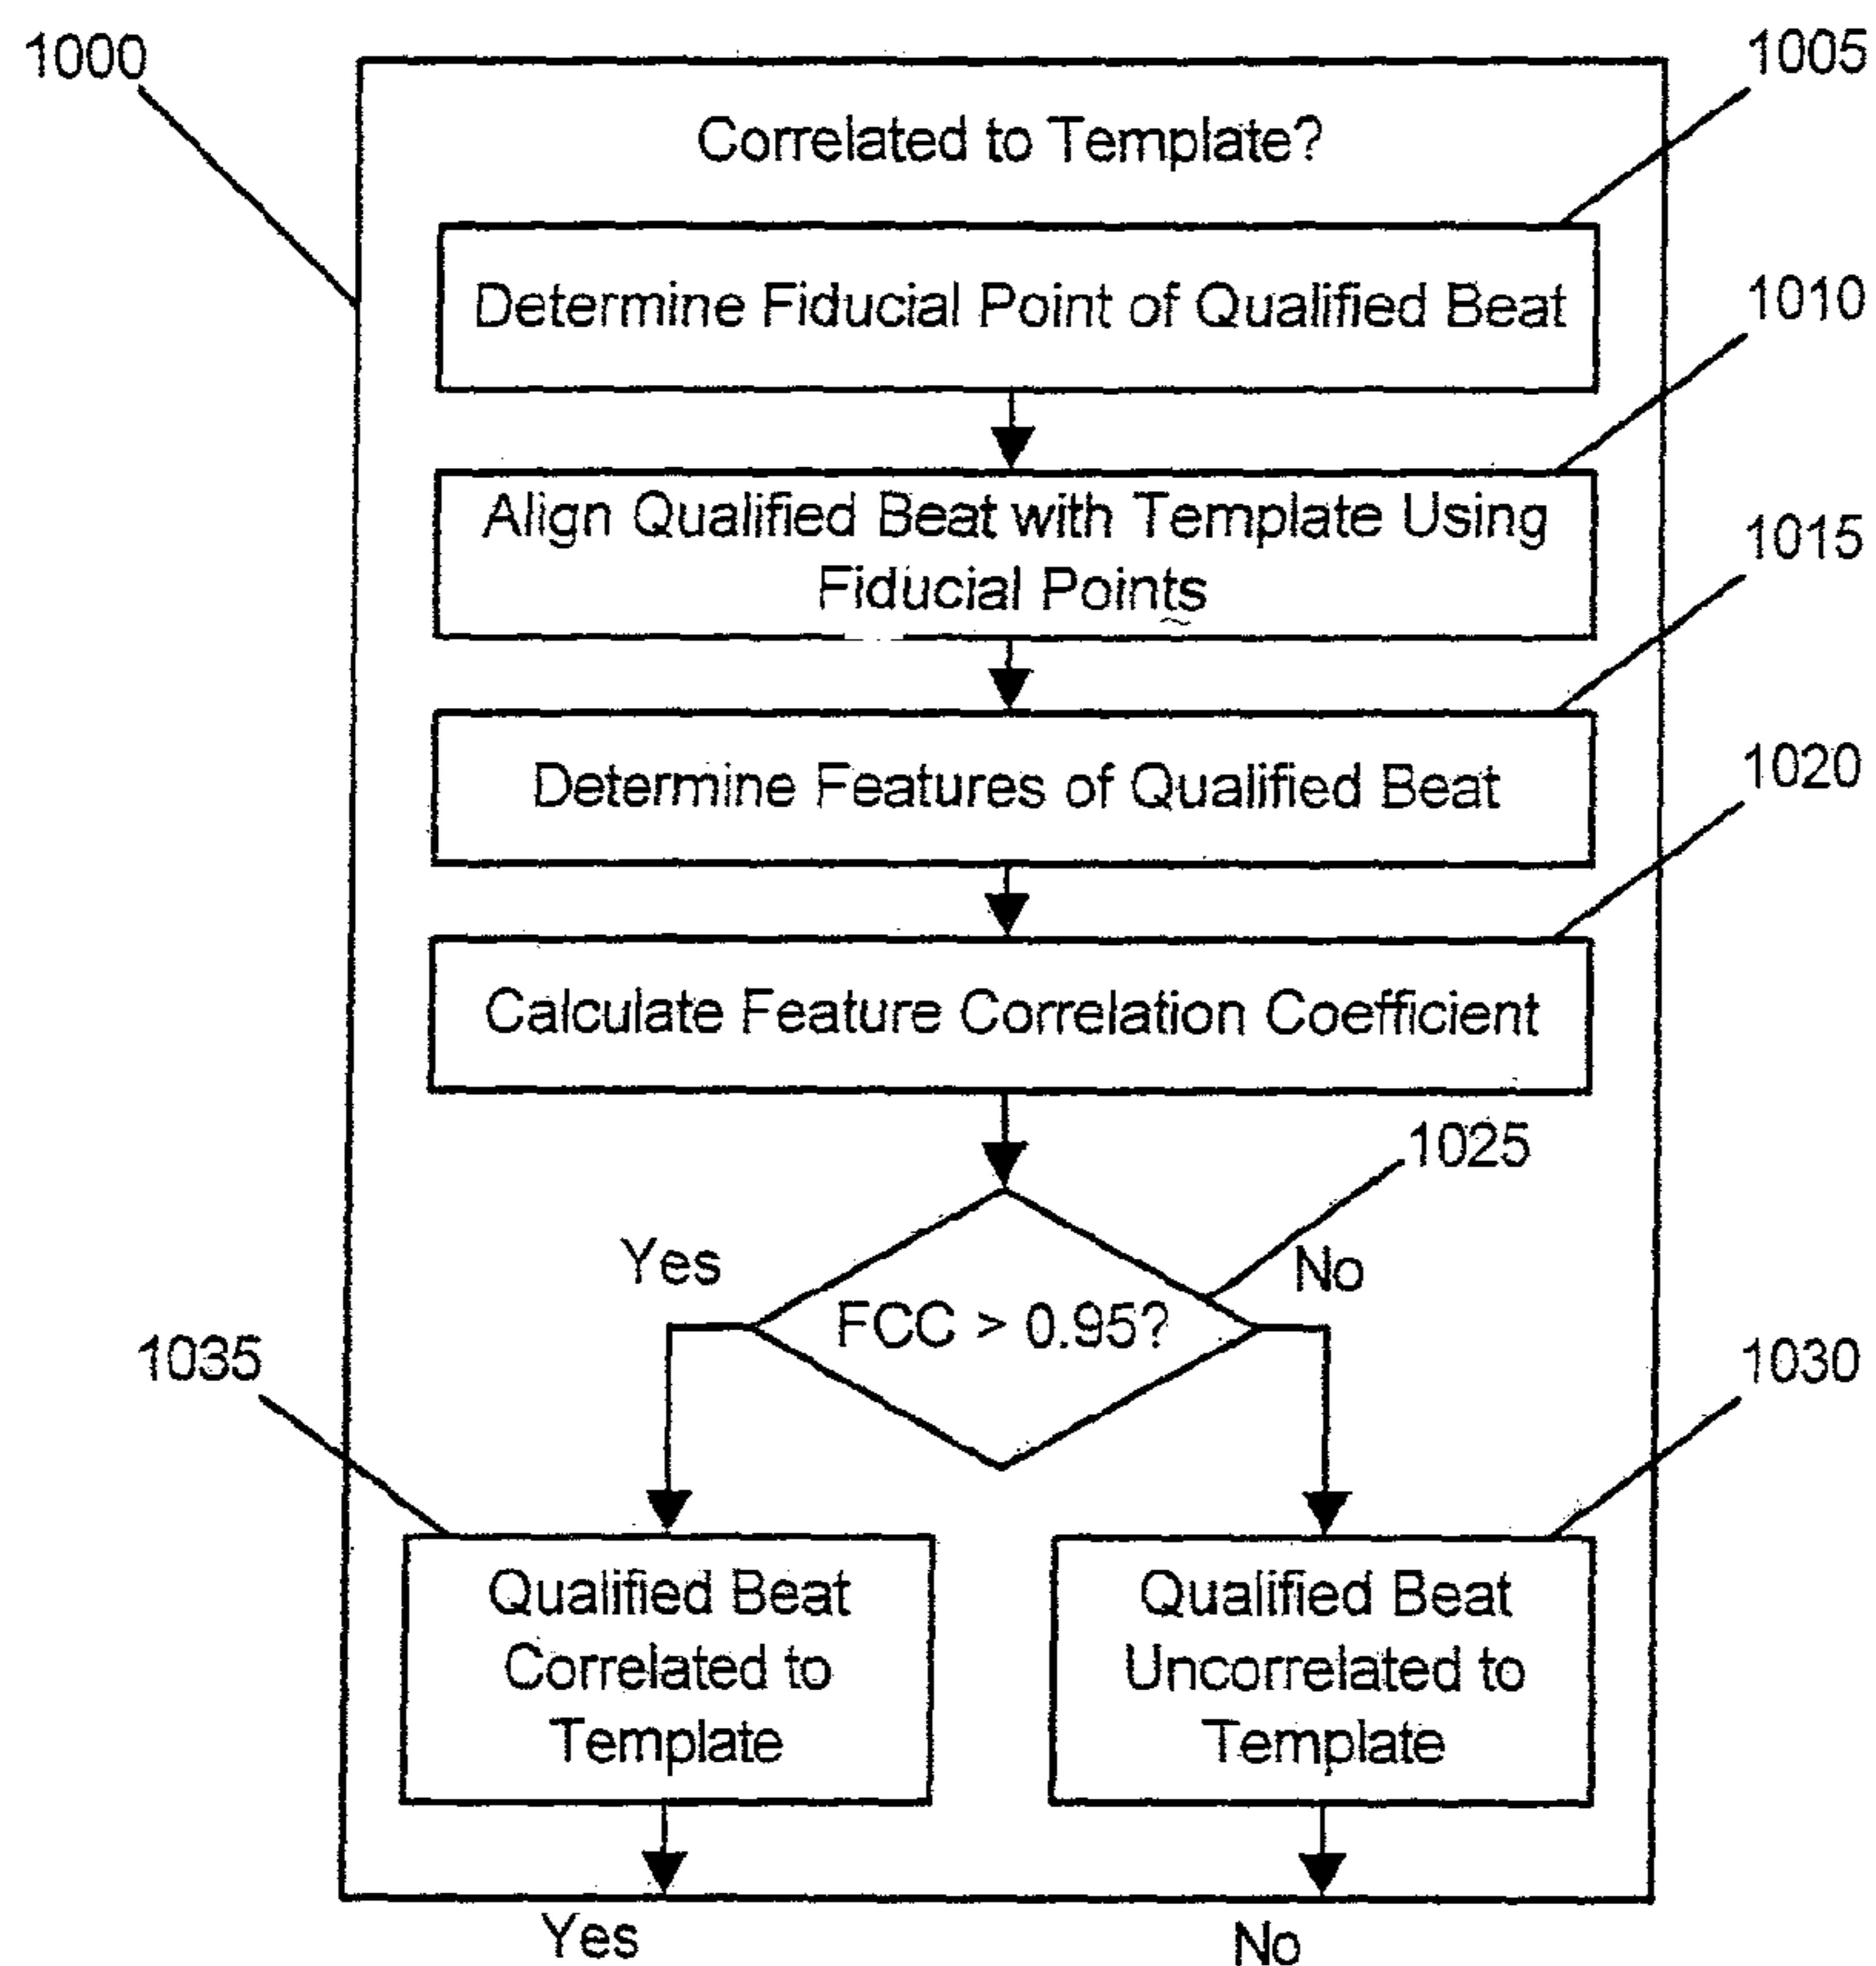 1000
1005
Correlated to Template?
Determine Fiducial Point of Qualified Beat
1010
Align Qualified Beat with Template Using
Fiducial Points
1015
Determine Features of Qualified Beat
1020
Calculate Feature Correlation Coefficient
1025
Yes
No
FCC > 0.95?
1035
1030
Qualified Beat
Correlated to
Template
Qualified Beat
Uncorrelated to
Template
Yes
No